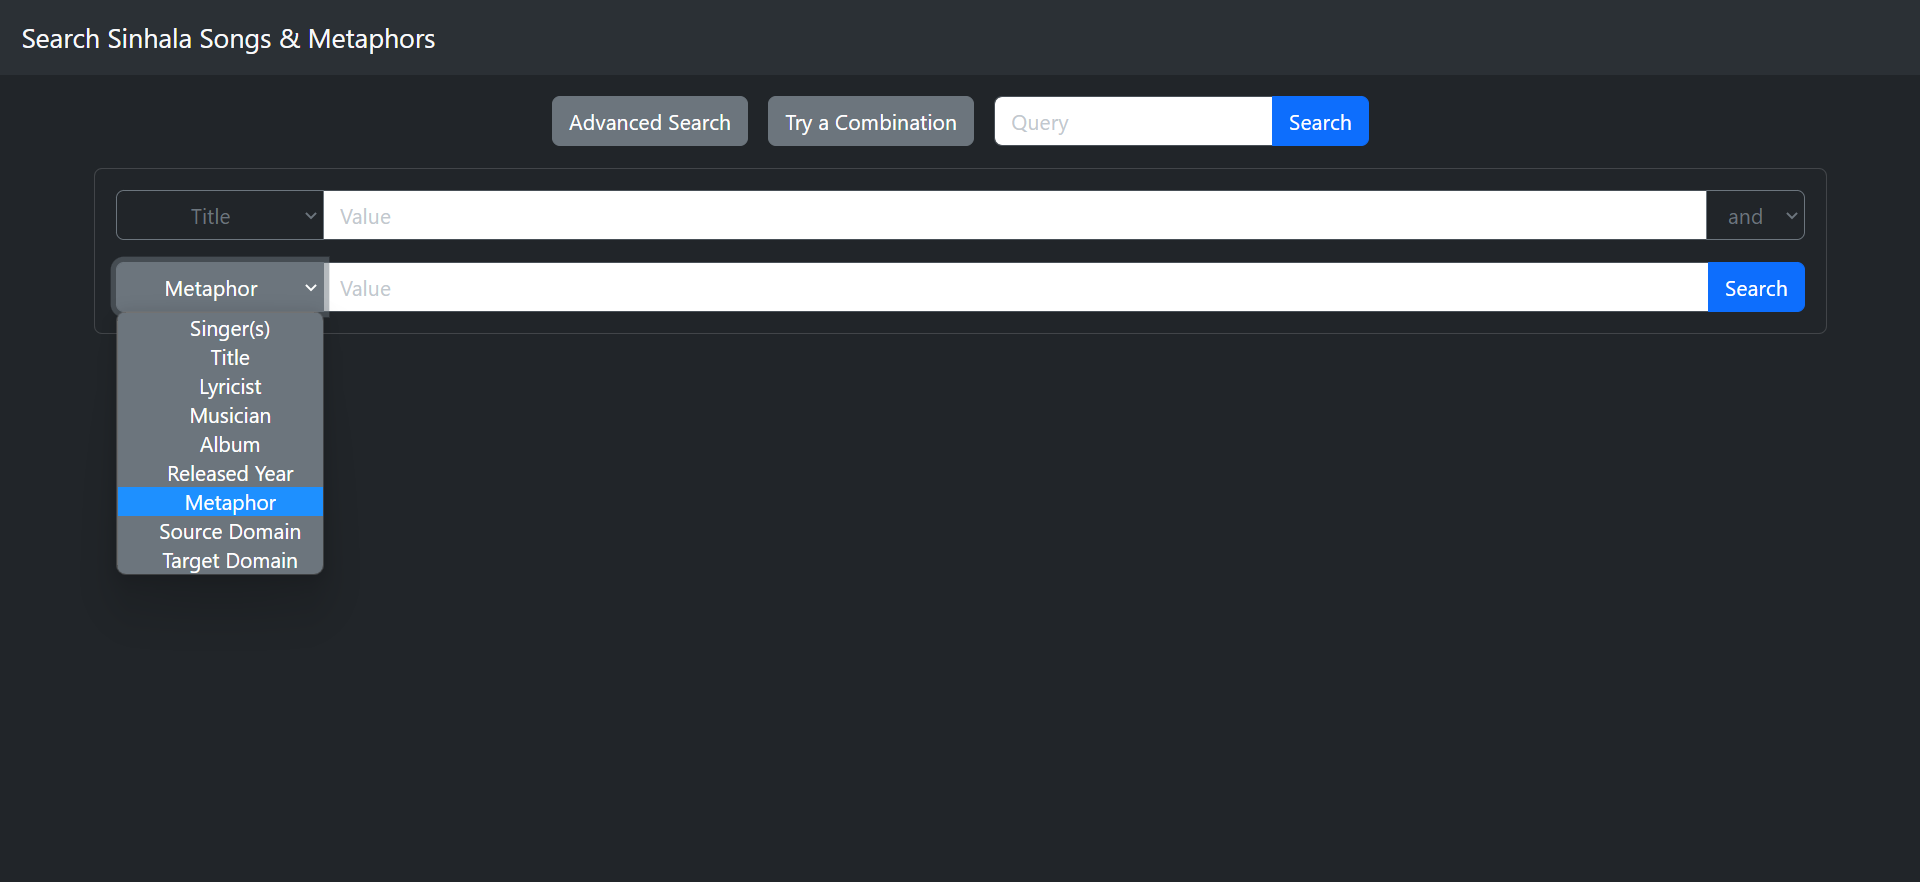 Search Sinhala Songs & Metaphors
Advanced Search Try a Combination Query Search
Title Value and
Metaphor Value Search
Singer(s)
Title
Lyricist
Musician
Album
Released Year
Metaphor
Source Domain
Target Domain